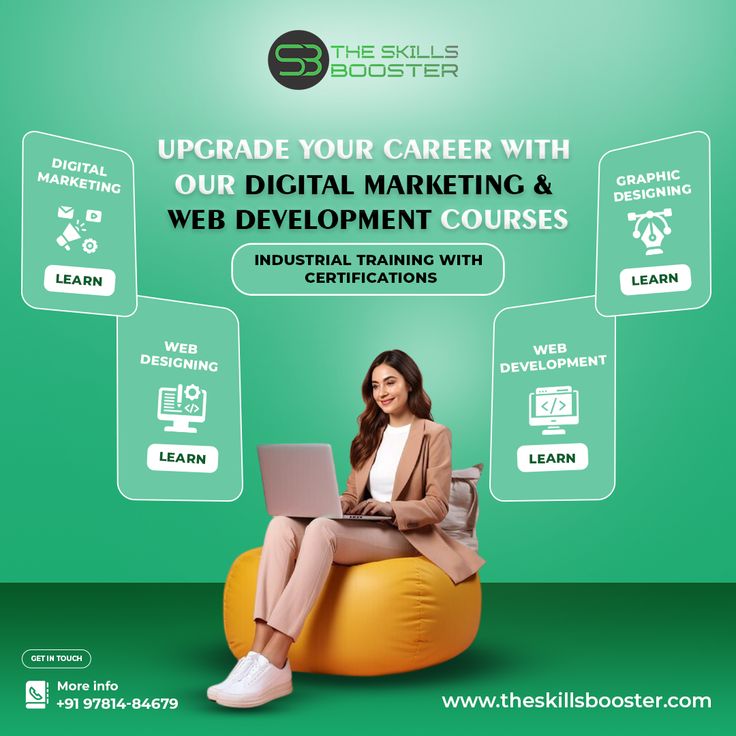 SB THE SKILLS
BOOSTER
UPGRADE YOUR CAREER WITH
OUR DIGITAL MARKETING &
WEB DEVELOPMENT COURSES
INDUSTRIAL TRAINING WITH
CERTIFICATIONS
DIGITAL
MARKETING
LEARN
GRAPHIC
DESIGNING
LEARN
WEB
DESIGNING
</>
LEARN
WEB
DEVELOPMENT
</>
LEARN
GET IN TOUCH
More info
+91 97814-84679
www.theskillsbooster.com